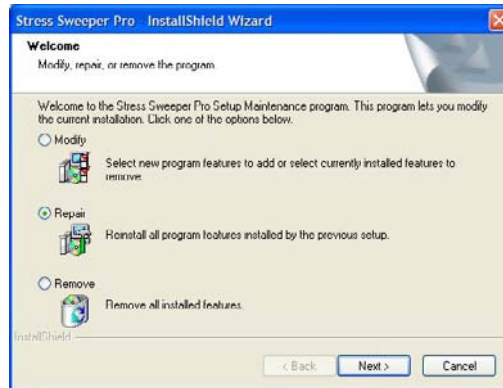 Stress Sweeper Pro - InstallShield Wizard
Welcome
Modify, repair, or remove the program.
Welcome to the Stress Sweeper Pro Setup Maintenance program. This program lets you modify
the current installation. Click one of the options below.
Modify
Select new program features to add or select currently installed features to
remove.
Repair
Reinstall all program features installed by the previous setup.
Remove
Remove all installed features.
InstallShield
< Back
Next >
Cancel